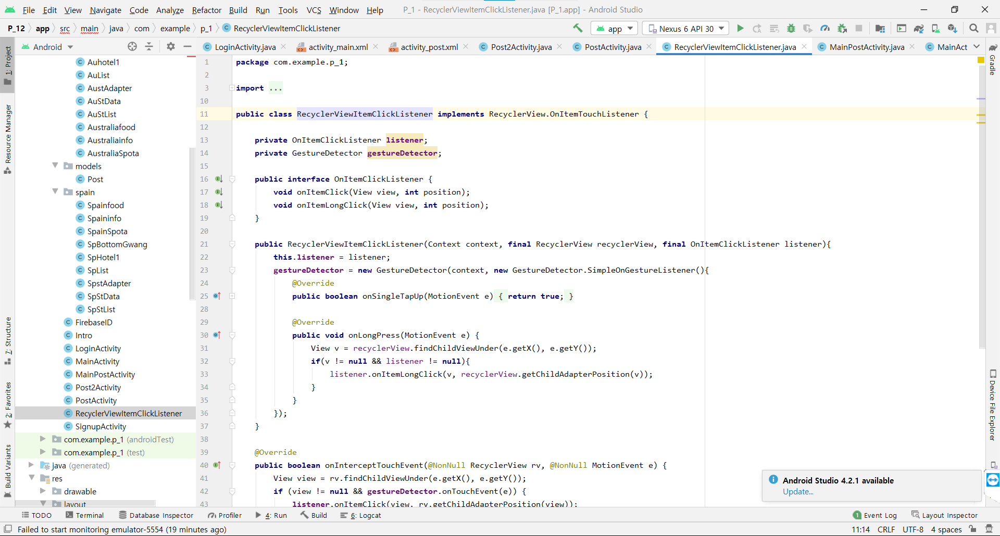 File Edit View Navigate Code Analyze Refactor Build Run Tools VCS Window Help P_1 - RecyclerViewItemClickListener.java [P_1.app] - Android Studio
P_12 app src main java com example p_1 RecyclerViewItemClickListener app Nexus 6 API 30
Android LoginActivity.java activity_main.xml activity_post.xml Post2Activity.java PostActivity.java RecyclerViewItemClickListener.java MainPostActivity.java MainAct
1: Project
Resource Manager
7: Structure
2: Favorites
Build Variants
Auhotel1
AuList
AustAdapter
AuStData
AuStList
Australiafood
Australiainfo
AustraliaSpota
models
Post
spain
Spainfood
Spaininfo
SpainSpota
SpBottomGwang
SpHotel1
SpList
SpstAdapter
SpStData
SpStList
FirebaseID
Intro
LoginActivity
MainActivity
MainPostActivity
Post2Activity
PostActivity
RecyclerViewItemClickListener
SignupActivity
com.example.p_1 (androidTest)
com.example.p_1 (test)
java (generated)
res
drawable
layout
1 package com.example.p_1;
2
3 import ...
10
11 public class RecyclerViewItemClickListener implements RecyclerView.OnItemTouchListener {
12
13 private OnItemClickListener listener;
14 private GestureDetector gestureDetector;
15
16 public interface OnItemClickListener {
17 void onItemClick(View view, int position);
18 void onItemLongClick(View view, int position);
19 }
20
21 public RecyclerViewItemClickListener(Context context, final RecyclerView recyclerView, final OnItemClickListener listener){
22 this.listener = listener;
23 gestureDetector = new GestureDetector(context, new GestureDetector.SimpleOnGestureListener(){
24 @Override
25 public boolean onSingleTapUp(MotionEvent e) { return true; }
28
29 @Override
30 public void onLongPress(MotionEvent e) {
31 View v = recyclerView.findChildViewUnder(e.getX(), e.getY());
32 if(v != null && listener != null){
33 listener.onItemLongClick(v, recyclerView.getChildAdapterPosition(v));
34 }
35 }
36 });
37 }
38
39 @Override
40 public boolean onInterceptTouchEvent(@NonNull RecyclerView rv, @NonNull MotionEvent e) {
41 View view = rv.findChildViewUnder(e.getX(), e.getY());
42 if (view != null && gestureDetector.onTouchEvent(e)) {
43 listener.onItemClick(view, rv.getChildAdapterPosition(view));
Gradle
Device File Explorer
Android Studio 4.2.1 available
Update...
TODO Terminal Database Inspector Profiler 4: Run Build 6: Logcat 1 Event Log Layout Inspector
Failed to start monitoring emulator-5554 (19 minutes ago) 11:14 CRLF UTF-8 4 spaces